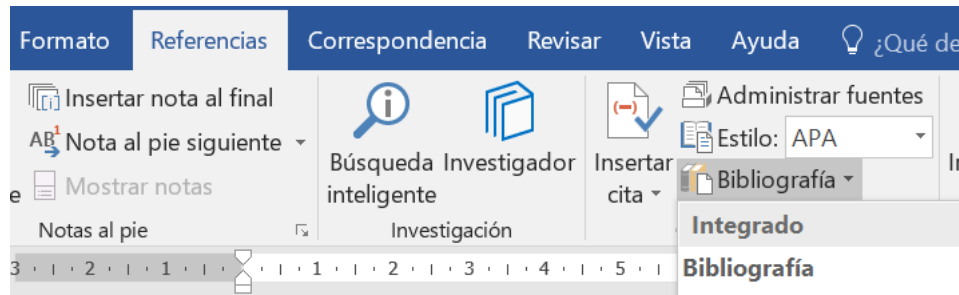 Formato Referencias Correspondencia Revisar Vista Ayuda ¿Qué de
[i] Insertar nota al final
AB1 Nota al pie siguiente
e Mostrar notas
Notas al pie
Búsqueda inteligente
Investigador
Investigación
Insertar
cita
Administrar fuentes
Estilo: APA
Bibliografía
Integrado
Bibliografía
3 2 1 1 2 3 4 5